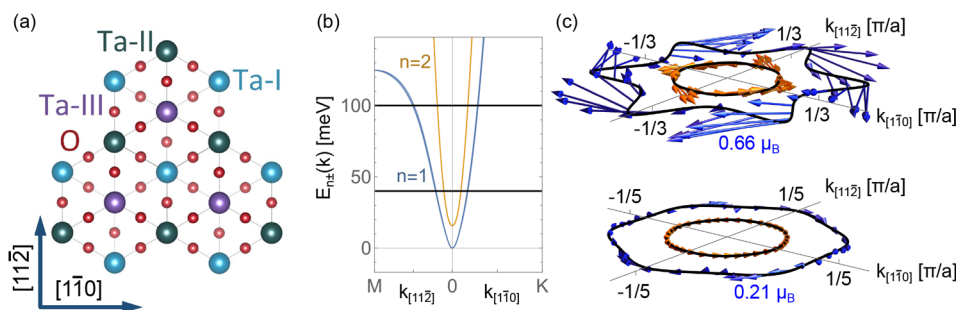 (a)
Ta-II
Ta-I
Ta-III
O
[112̅]
[11̅0]
(b)
n=2
n=1
E_{n±}(k) [meV]
100
50
0
M
k_{[112̅]}
0
k_{[11̅0]}
K
(c)
k_{[112̅]} [π/a]
-1/3
1/3
-1/3
1/3
k_{[11̅0]} [π/a]
0.66 μ_B
k_{[112̅]} [π/a]
-1/5
1/5
-1/5
1/5
k_{[11̅0]} [π/a]
0.21 μ_B